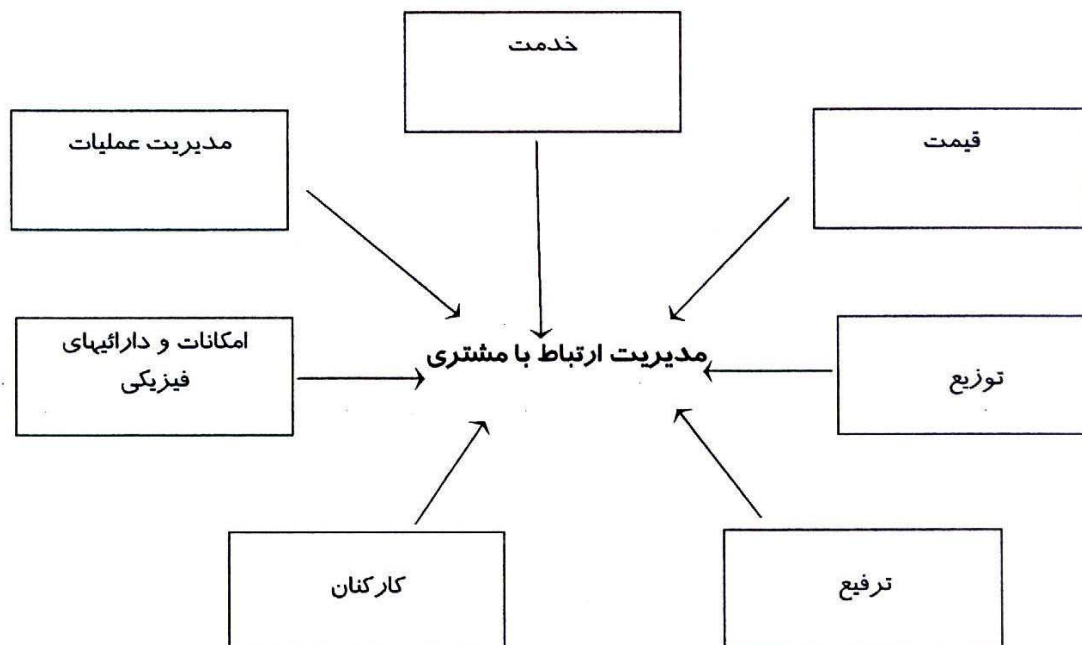 خدمت
قیمت
مدیریت عملیات
امکانات و دارائیهای
فیزیکی
مدیریت ارتباط با مشتری
توزیع
ترفیع
کارکنان